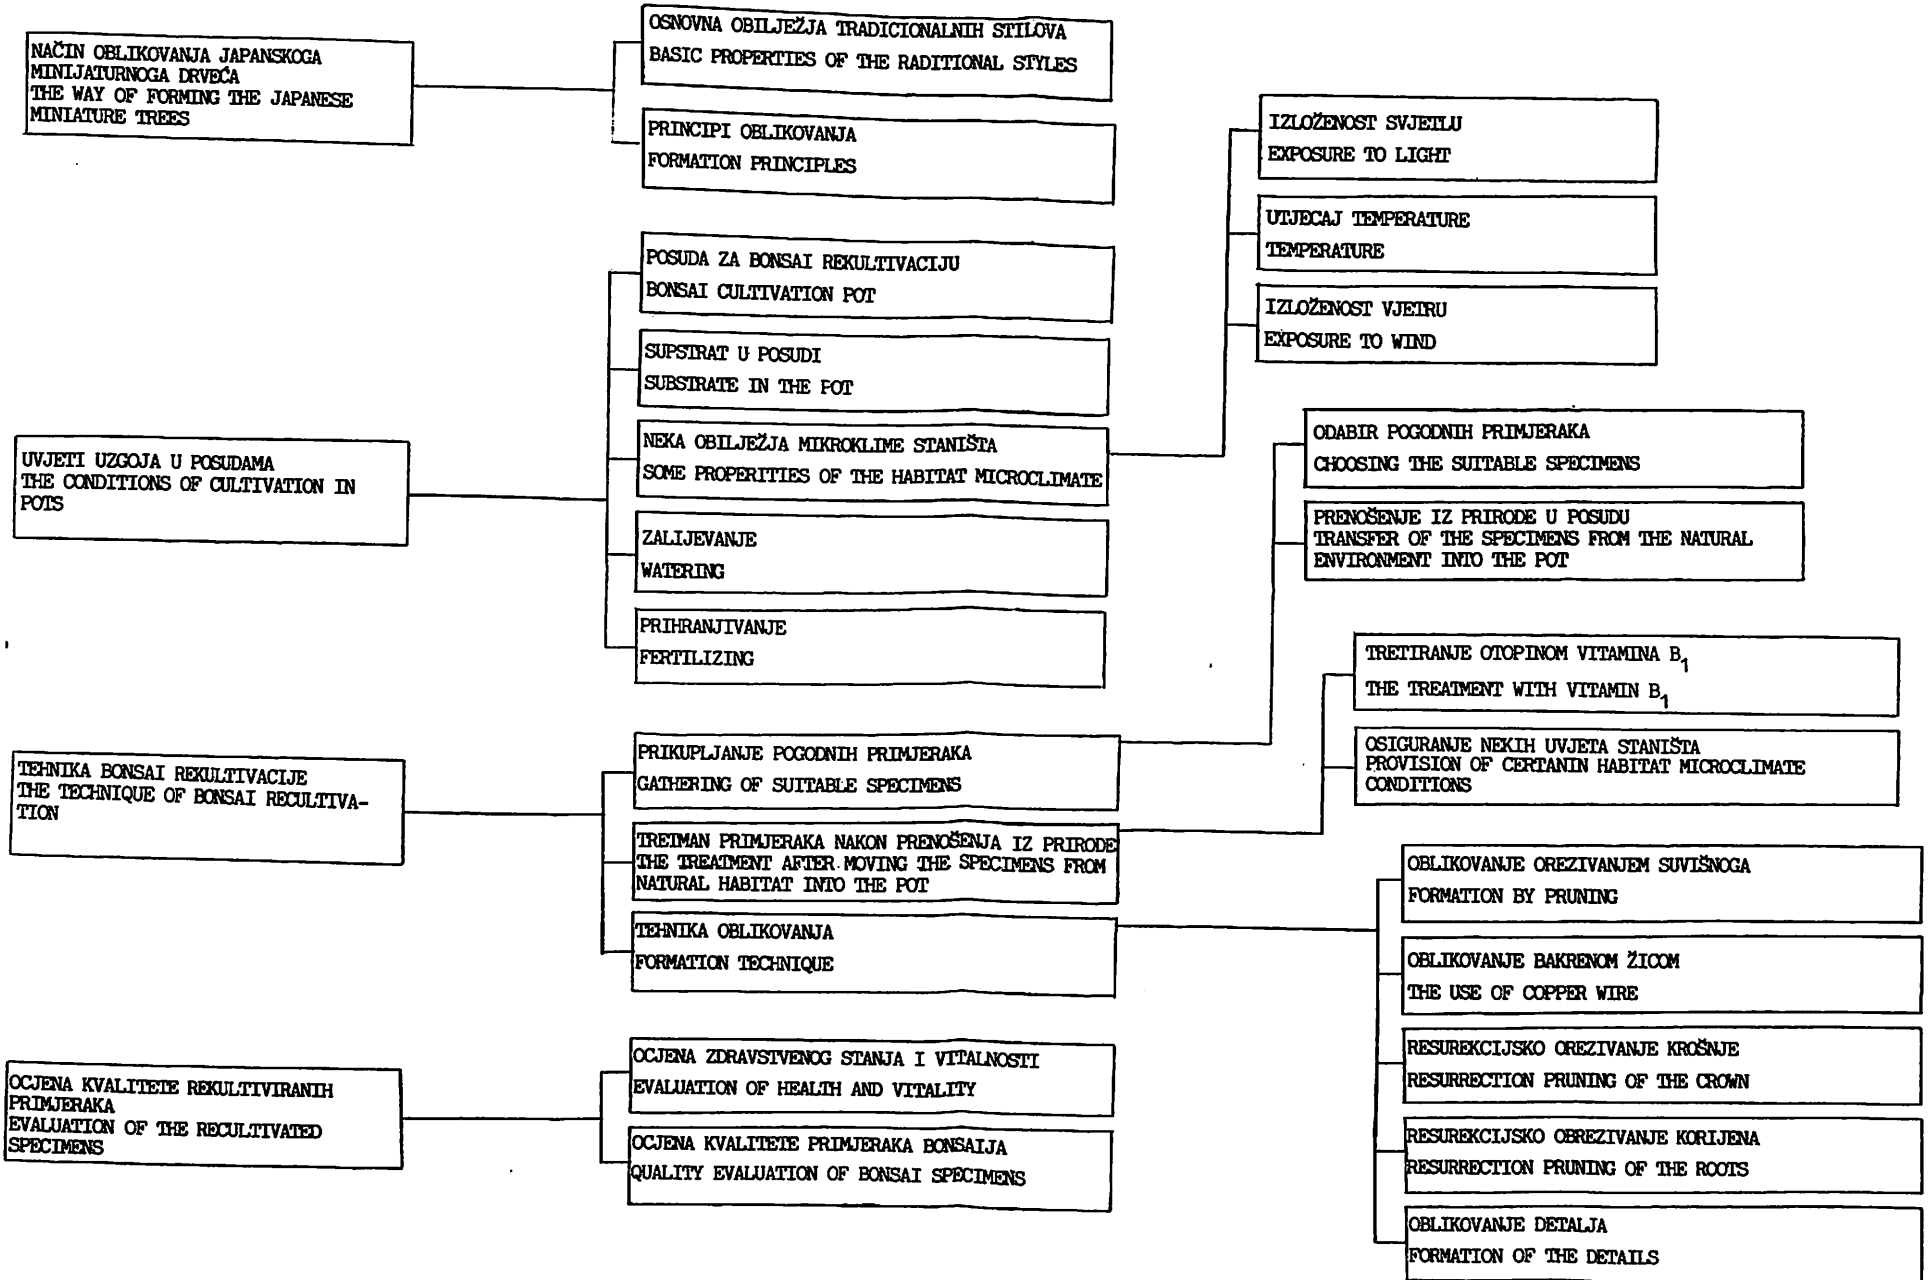 NAČIN OBLIKOVANJA JAPANSKOGA
MINIJATURNOGA DRVEĆA
THE WAY OF FORMING THE JAPANESE
MINIATURE TREES
OSNOVNA OBILJEŽJA TRADICIONALNIH STILOVA
BASIC PROPERTIES OF THE RADITIONAL STYLES
PRINCIPI OBLIKOVANJA
FORMATION PRINCIPLES
UVJETI UZGOJA U POSUDAMA
THE CONDITIONS OF CULTIVATION IN
POTS
POSUDA ZA BONSAI REKULTIVACIJU
BONSAI CULTIVATION POT
SUPSTRAT U POSUDI
SUBSTRATE IN THE POT
NEKA OBILJEŽJA MIKROKLIME STANIŠTA
SOME PROPERITIES OF THE HABITAT MICROCLIMATE
ZALIJEVANJE
WATERING
PRIHRANJIVANJE
FERTILIZING
IZLOŽENOST SVJETLU
EXPOSURE TO LIGHT
UTJECAJ TEMPERATURE
TEMPERATURE
IZLOŽENOST VJETRU
EXPOSURE TO WIND
TEHNIKA BONSAI REKULTIVACIJE
THE TECHNIQUE OF BONSAI RECULTIVA-
TION
PRIKUPLJANJE POGODNIH PRIMJERAKA
GATHERING OF SUITABLE SPECIMENS
TRETMAN PRIMJERAKA NAKON PRENOŠENJA IZ PRIRODE
THE TREATMENT AFTER MOVING THE SPECIMENS FROM
NATURAL HABITAT INTO THE POT
TEHNIKA OBLIKOVANJA
FORMATION TECHNIQUE
ODABIR POGODNIH PRIMJERAKA
CHOOSING THE SUITABLE SPECIMENS
PRENOŠENJE IZ PRIRODE U POSUDU
TRANSFER OF THE SPECIMENS FROM THE NATURAL
ENVIRONMENT INTO THE POT
TRETIRANJE OTOPINOM VITAMINA B₁
THE TREATMENT WITH VITAMIN B₁
OSIGURANJE NEKIH UVJETA STANIŠTA
PROVISION OF CERTANIN HABITAT MICROCLIMATE
CONDITIONS
OBLIKOVANJE OREZIVANJEM SUVIŠNOGA
FORMATION BY PRUNING
OBLIKOVANJE BAKRENOM ŽICOM
THE USE OF COPPER WIRE
RESUREKCIJSKO OREZIVANJE KROŠNJE
RESURRECTION PRUNING OF THE CROWN
RESUREKCIJSKO OBREZIVANJE KORIJENA
RESURRECTION PRUNING OF THE ROOTS
OBLIKOVANJE DETALJA
FORMATION OF THE DETAILS
OCJENA KVALITETE REKULTIVIRANIH
PRIMJERAKA
EVALUATION OF THE RECULTIVATED
SPECIMENS
OCJENA ZDRAVSTVENOG STANJA I VITALNOSTI
EVALUATION OF HEALTH AND VITALITY
OCJENA KVALITETE PRIMJERAKA BONSAIJA
QUALITY EVALUATION OF BONSAI SPECIMENS